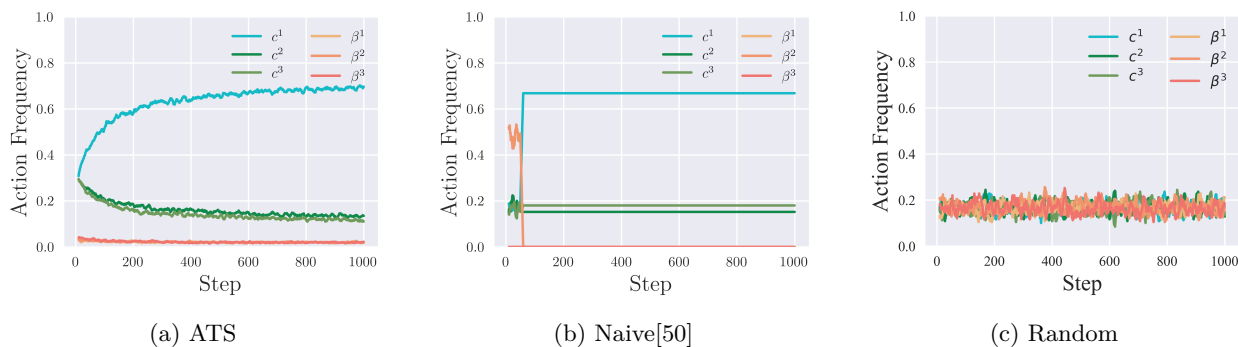 1.0
0.8
0.6
0.4
0.2
0.0
Action Frequency
c¹ β¹
c² β²
c³ β³
0 200 400 600 800 1000
Step
(a) ATS
1.0
0.8
0.6
0.4
0.2
0.0
Action Frequency
c¹ β¹
c² β²
c³ β³
0 200 400 600 800 1000
Step
(b) Naive[50]
1.0
0.8
0.6
0.4
0.2
0.0
Action Frequency
c¹ β¹
c² β²
c³ β³
0 200 400 600 800 1000
Step
(c) Random